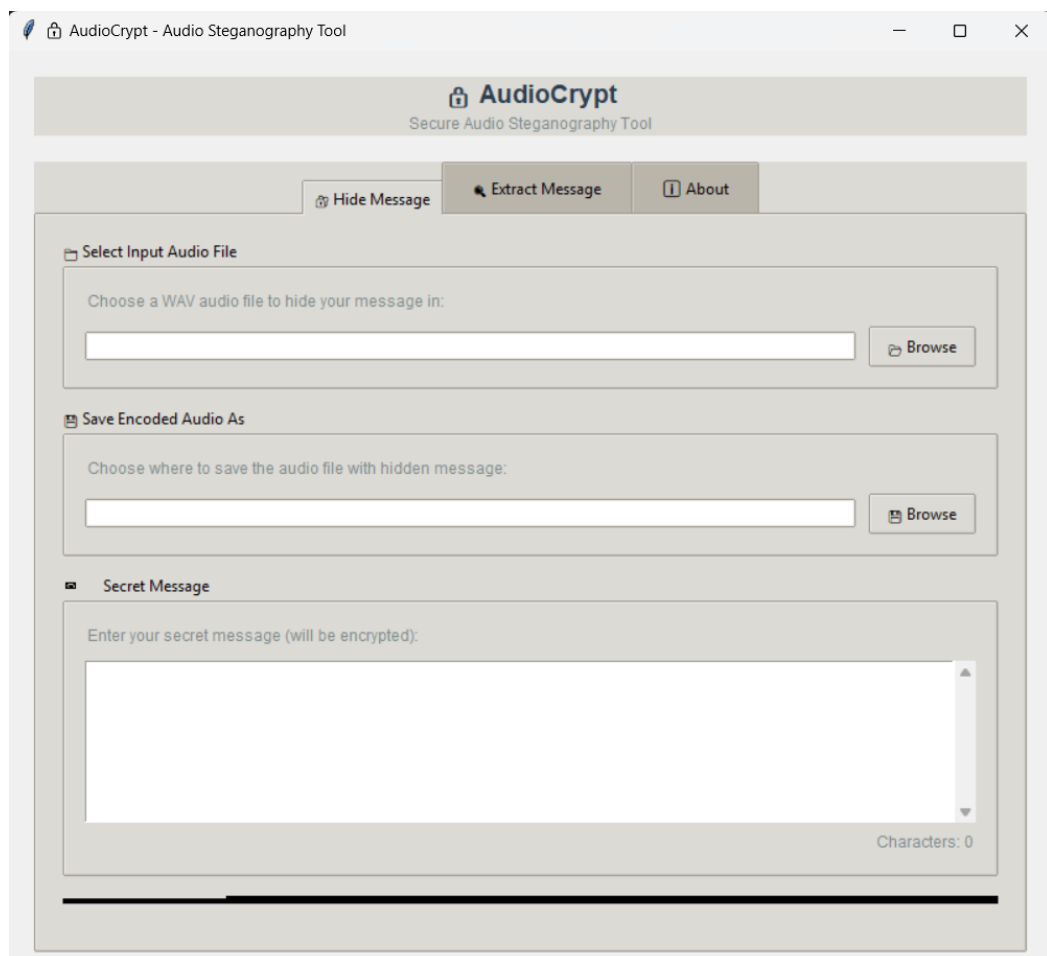 AudioCrypt - Audio Steganography Tool
AudioCrypt
Secure Audio Steganography Tool
Hide Message Extract Message About
Select Input Audio File
Choose a WAV audio file to hide your message in:
Browse
Save Encoded Audio As
Choose where to save the audio file with hidden message:
Browse
Secret Message
Enter your secret message (will be encrypted):
Characters: 0